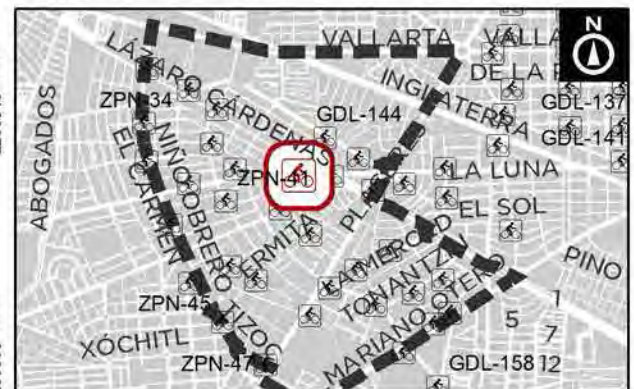 N
VALLARTA
VALLA
LÁZARO CÁRDENAS
DE LA
INGLATERRA
ZPN-34
GDL-137
GDL-144
GDL-141
ABOGADOS
NIÑO OBRERO
EL CARMEN
ZPN-41
LA LUNA
EL SOL
ERMITA
PINO
TONANTZIN
MARIANO OTERO
ZPN-45
TIZOC
XÓCHITL
1
5
7
ZPN-47
GDL-158
12